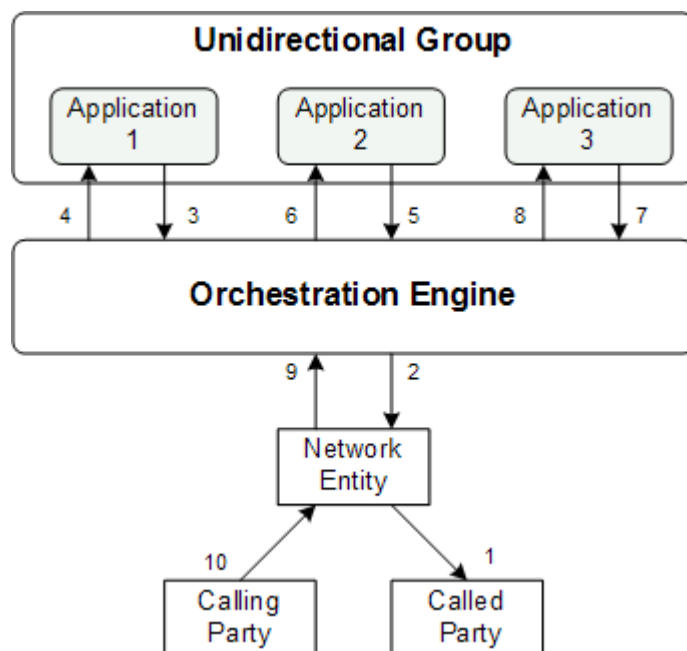 Unidirectional Group
Application
1
Application
2
Application
3
4
3
6
5
8
7
Orchestration Engine
9
2
Network
Entity
10
1
Calling
Party
Called
Party